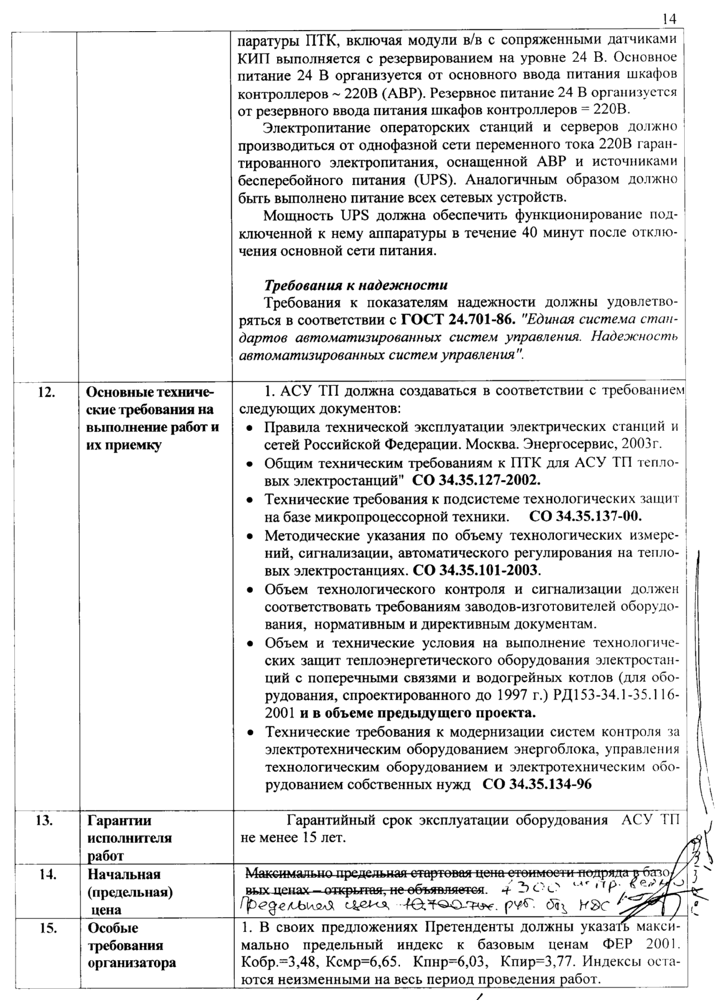 14
паратуры ПТК, включая модули в/в с сопряженными датчиками
КИП выполняется с резервированием на уровне 24 В. Основное
питание 24 В организуется от основного ввода питания шкафов
контроллеров ~ 220В (АВР). Резервное питание 24 В организуется
от резервного ввода питания шкафов контроллеров = 220В.
Электропитание операторских станций и серверов должно
производиться от однофазной сети переменного тока 220В гаран-
тированного электропитания, оснащенной АВР и источниками
бесперебойного питания (UPS). Аналогичным образом должно
быть выполнено питание всех сетевых устройств.
Мощность UPS должна обеспечить функционирование под-
ключенной к нему аппаратуры в течение 40 минут после отклю-
чения основной сети питания.
Требования к надежности
Требования к показателям надежности должны удовлетво-
ряться в соответствии с ГОСТ 24.701-86. "Единая система стан-
дартов автоматизированных систем управления. Надежность
автоматизированных систем управления".
12.
Основные техниче-
ские требования на
выполнение работ и
их приемку
1. АСУ ТП должна создаваться в соответствии с требованием
следующих документов:
• Правила технической эксплуатации электрических станций и
сетей Российской Федерации. Москва. Энергосервис, 2003г.
• Общим техническим требованиям к ПТК для АСУ ТП тепло-
вых электростанций" СО 34.35.127-2002.
• Технические требования к подсистеме технологических защит
на базе микропроцессорной техники. СО 34.35.137-00.
• Методические указания по объему технологических измере-
ний, сигнализации, автоматического регулирования на тепло-
вых электростанциях. СО 34.35.101-2003.
• Объем технологического контроля и сигнализации должен
соответствовать требованиям заводов-изготовителей оборудо-
вания, нормативным и директивным документам.
• Объем и технические условия на выполнение технологиче-
ских защит теплоэнергетического оборудования электростан-
ций с поперечными связями и водогрейных котлов (для обо-
рудования, спроектированного до 1997 г.) РД153-34.1-35.116-
2001 и в объеме предыдущего проекта.
• Технические требования к модернизации систем контроля за
электротехническим оборудованием энергоблока, управления
технологическим оборудованием и электротехническим обо-
рудованием собственных нужд СО 34.35.134-96
13.
Гарантии
исполнителя
работ
Гарантийный срок эксплуатации оборудования АСУ ТП
не менее 15 лет.
14.
Начальная
(предельная)
цена
Максимально предельная стартовая цена стоимости подряда в базо-
вых ценах – открытая, не объявляется.
Предельная цена 10.700 тыс. руб. без НДС
15.
Особые
требования
организатора
1. В своих предложениях Претенденты должны указать макси-
мально предельный индекс к базовым ценам ФЕР 2001.
Кобр.=3,48, Ксмр=6,65. Кпнр=6,03, Кпир=3,77. Индексы оста-
ются неизменными на весь период проведения работ.